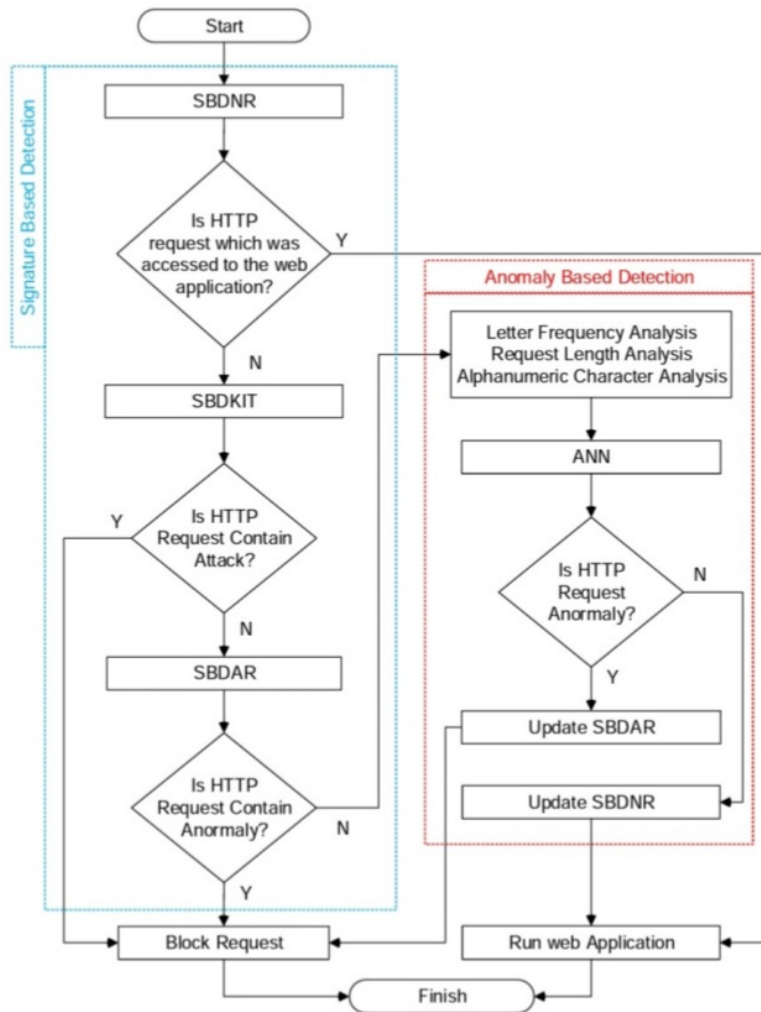 Start
Signature Based Detection
SBDNR
Is HTTP
request which was
accessed to the web
application?
Y
N
SBDKIT
Is HTTP
Request Contain
Attack?
Y
N
SBDAR
Is HTTP
Request Contain
Anormaly?
N
Y
Anomaly Based Detection
Letter Frequency Analysis
Request Length Analysis
Alphanumeric Character Analysis
ANN
Is HTTP
Request
Anormaly?
N
Y
Update SBDAR
Update SBDNR
Block Request
Run web Application
Finish